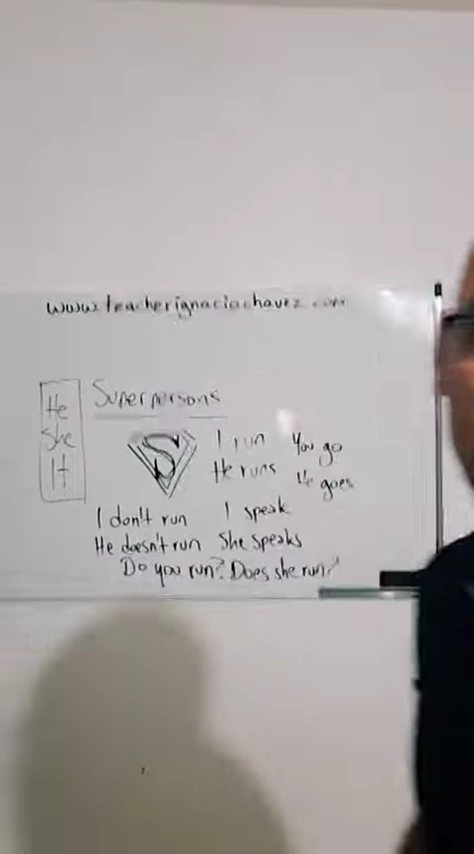 www.teacherignaciochavez.com
He
She
It
Superpersons
S
I run You go
He runs He goes
I don't run I speak
He doesn't run She speaks
Do you run? Does she run?